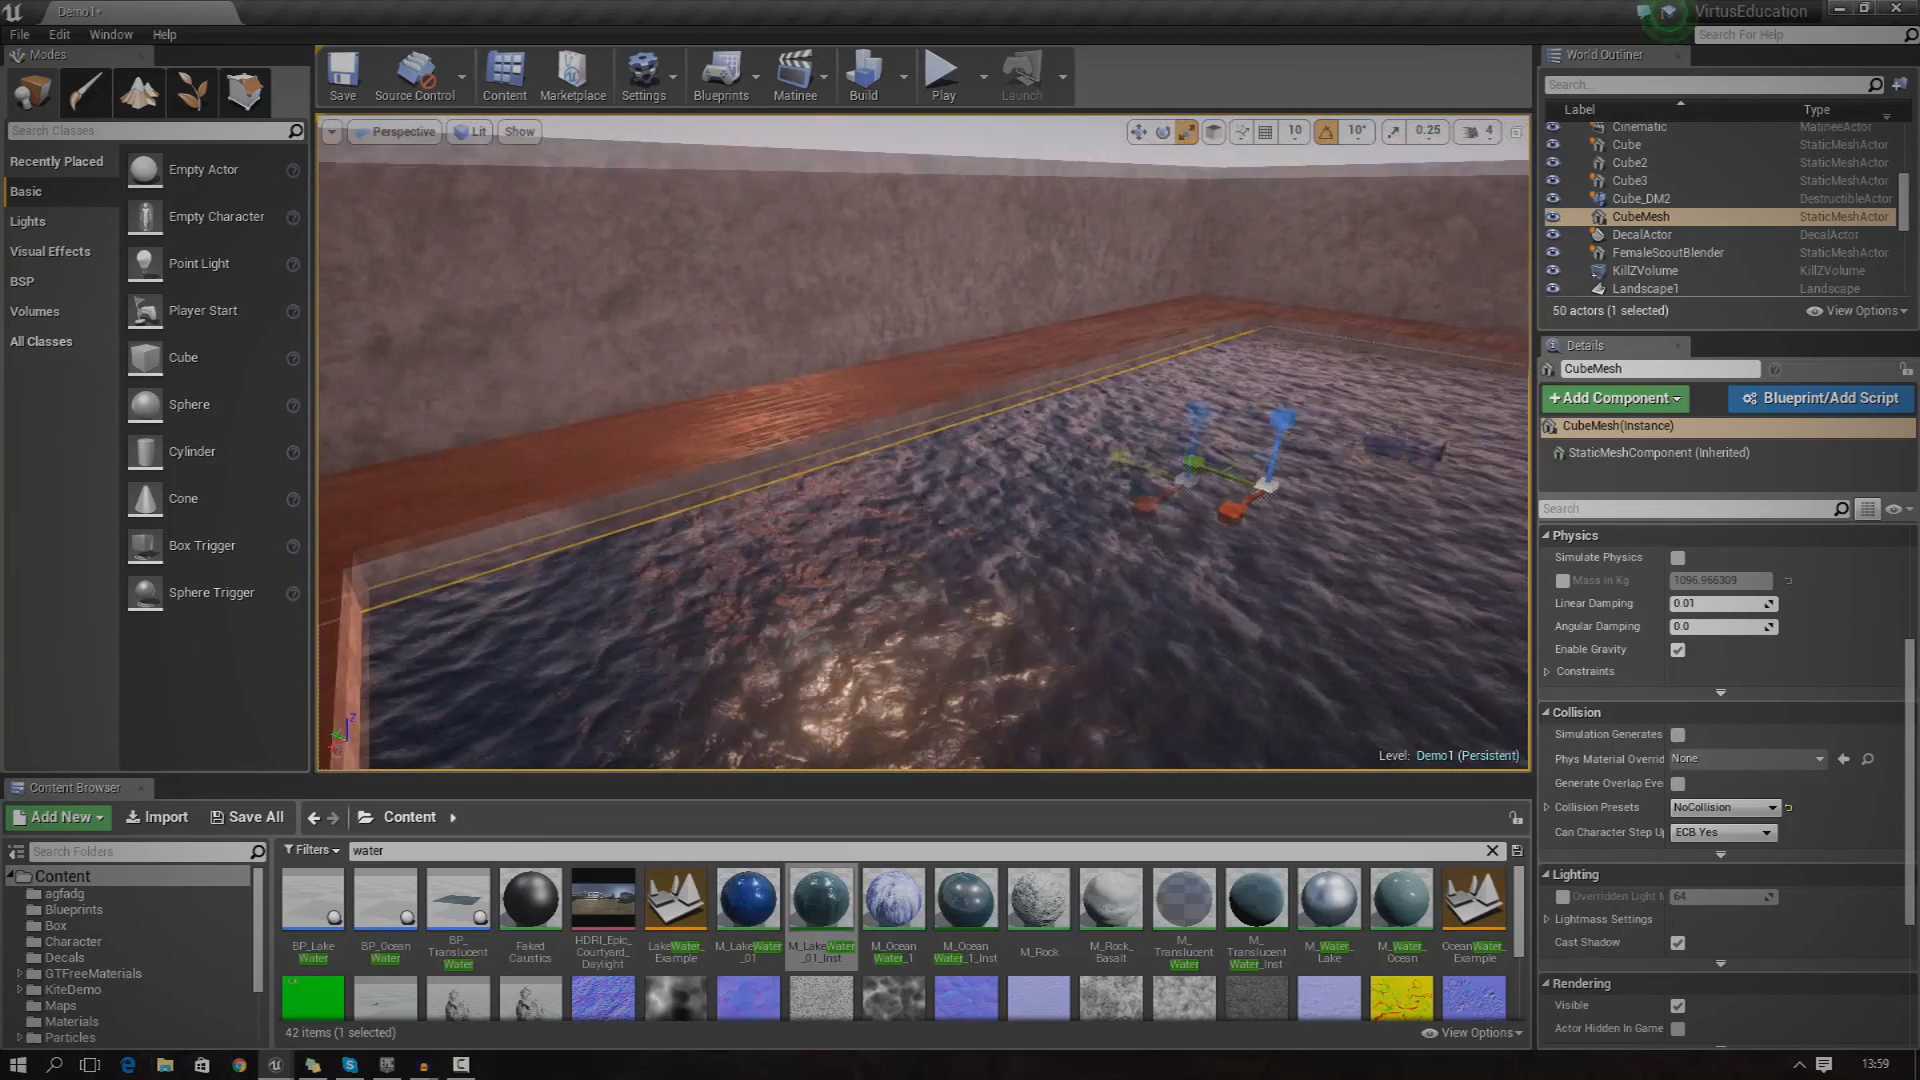 Demo1*
VirtusEducation
File Edit Window Help
Search For Help
Modes
Save Source Control Content Marketplace Settings Blueprints Matinee Build Play Launch
World Outliner
Search...
Label Type
Search Classes
Perspective Lit Show
10 10° 0.25 4
Recently Placed
Basic
Lights
Visual Effects
BSP
Volumes
All Classes
Empty Actor
Empty Character
Point Light
Player Start
Cube
Sphere
Cylinder
Cone
Box Trigger
Sphere Trigger
Cinematic MatineeActor
Cube StaticMeshActor
Cube2 StaticMeshActor
Cube3 StaticMeshActor
Cube_DM2 DestructibleActor
CubeMesh StaticMeshActor
DecalActor DecalActor
FemaleScoutBlender StaticMeshActor
KillZVolume KillZVolume
Landscape1 Landscape
50 actors (1 selected) View Options
Details
CubeMesh
+Add Component Blueprint/Add Script
CubeMesh(Instance)
StaticMeshComponent (Inherited)
Search
Physics
Simulate Physics
Mass in Kg 1096.966309
Linear Damping 0.01
Angular Damping 0.0
Enable Gravity
Constraints
Collision
Simulation Generates
Phys Material Overrid None
Generate Overlap Eve
Collision Presets NoCollision
Can Character Step U ECB Yes
Lighting
Overridden Light M 64
Lightmass Settings
Cast Shadow
Rendering
Visible
Actor Hidden In Game
Z
Level: Demo1 (Persistent)
Content Browser
Add New Import Save All Content
Search Folders
Filters water
Content
agfadg
Blueprints
Box
Character
Decals
GTFreeMaterials
KiteDemo
Maps
Materials
Particles
BP_Lake
Water
BP_Ocean
Water
BP_
Translucent
Water
Faked
Caustics
HDRI_Epic_
Courtyard_
Daylight
LakeWater_
Example
M_LakeWater
_01
M_LakeWater
_01_Inst
M_Ocean
Water_1
M_Ocean
Water_1_Inst
M_Rock
M_Rock_
Basalt
M_
Translucent
Water
M_
Translucent
Water_Inst
M_Water_
Lake
M_Water_
Ocean
OceanWater_
Example
42 items (1 selected) View Options
13:59